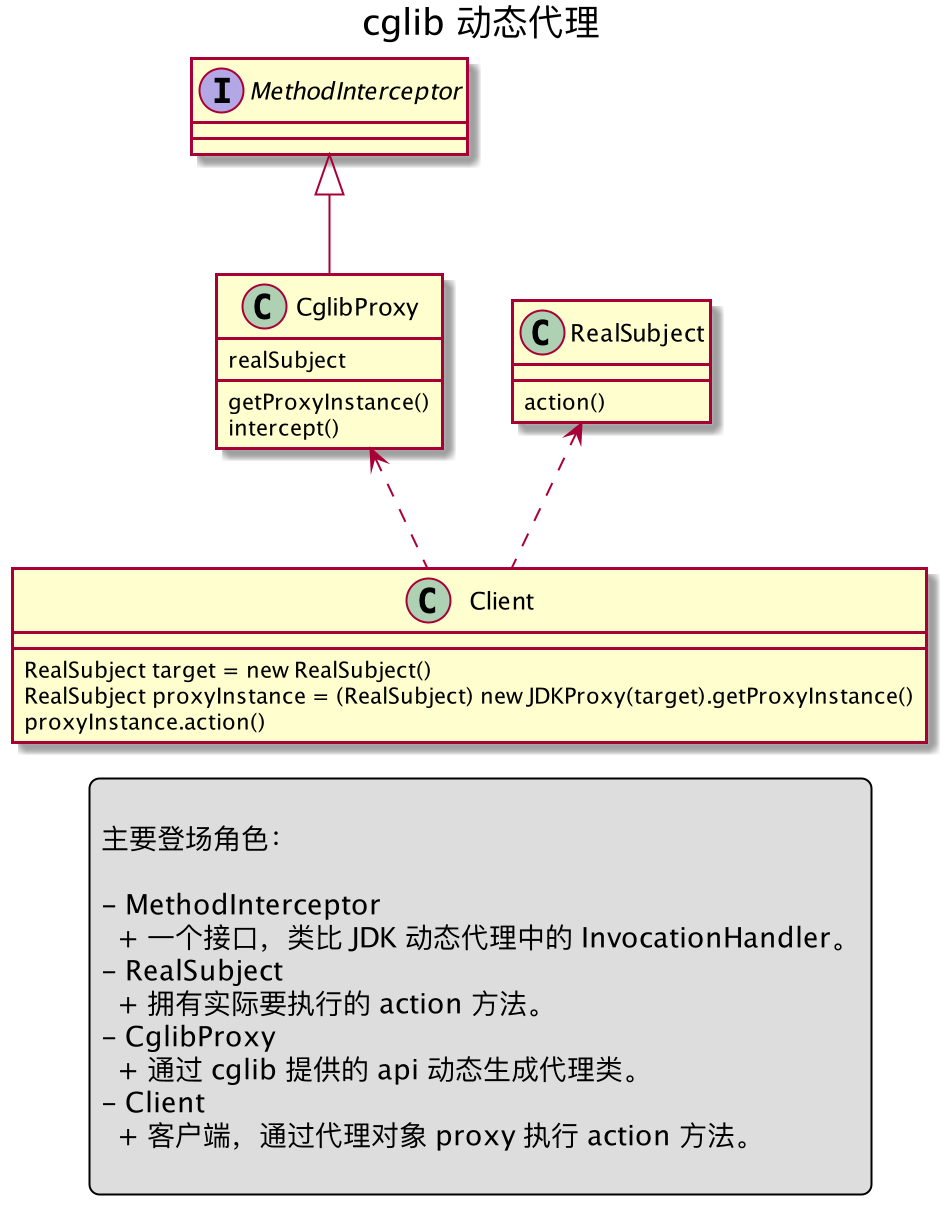 cglib 动态代理
I MethodInterceptor
C CglibProxy
realSubject
getProxyInstance()
intercept()
C RealSubject
action()
C Client
RealSubject target = new RealSubject()
RealSubject proxyInstance = (RealSubject) new JDKProxy(target).getProxyInstance()
proxyInstance.action()
主要登场角色：
– MethodInterceptor
+ 一个接口，类比 JDK 动态代理中的 InvocationHandler。
– RealSubject
+ 拥有实际要执行的 action 方法。
– CglibProxy
+ 通过 cglib 提供的 api 动态生成代理类。
– Client
+ 客户端，通过代理对象 proxy 执行 action 方法。